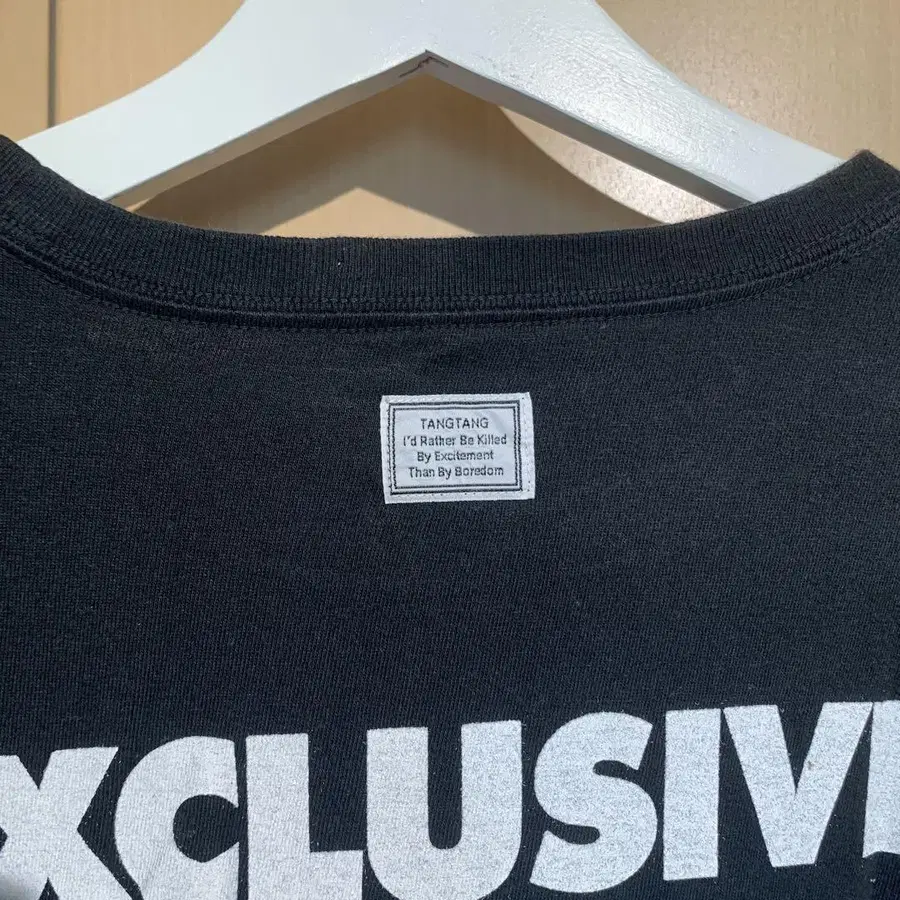 TANGTANG
I'd Rather Be Killed
By Excitement
Than By Boredom
XCLUSIV